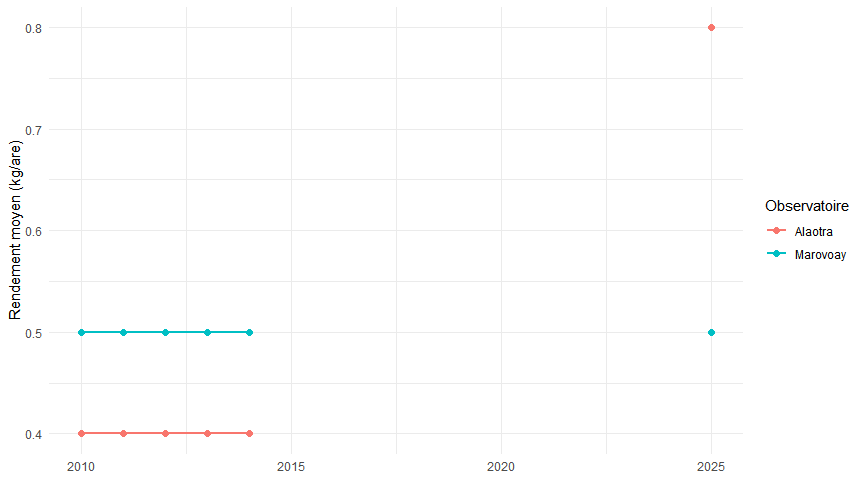 Rendement moyen (kg/are)
0.8
0.7
0.6
0.5
0.4
2010 2015 2020 2025
Observatoire
Alaotra
Marovoay